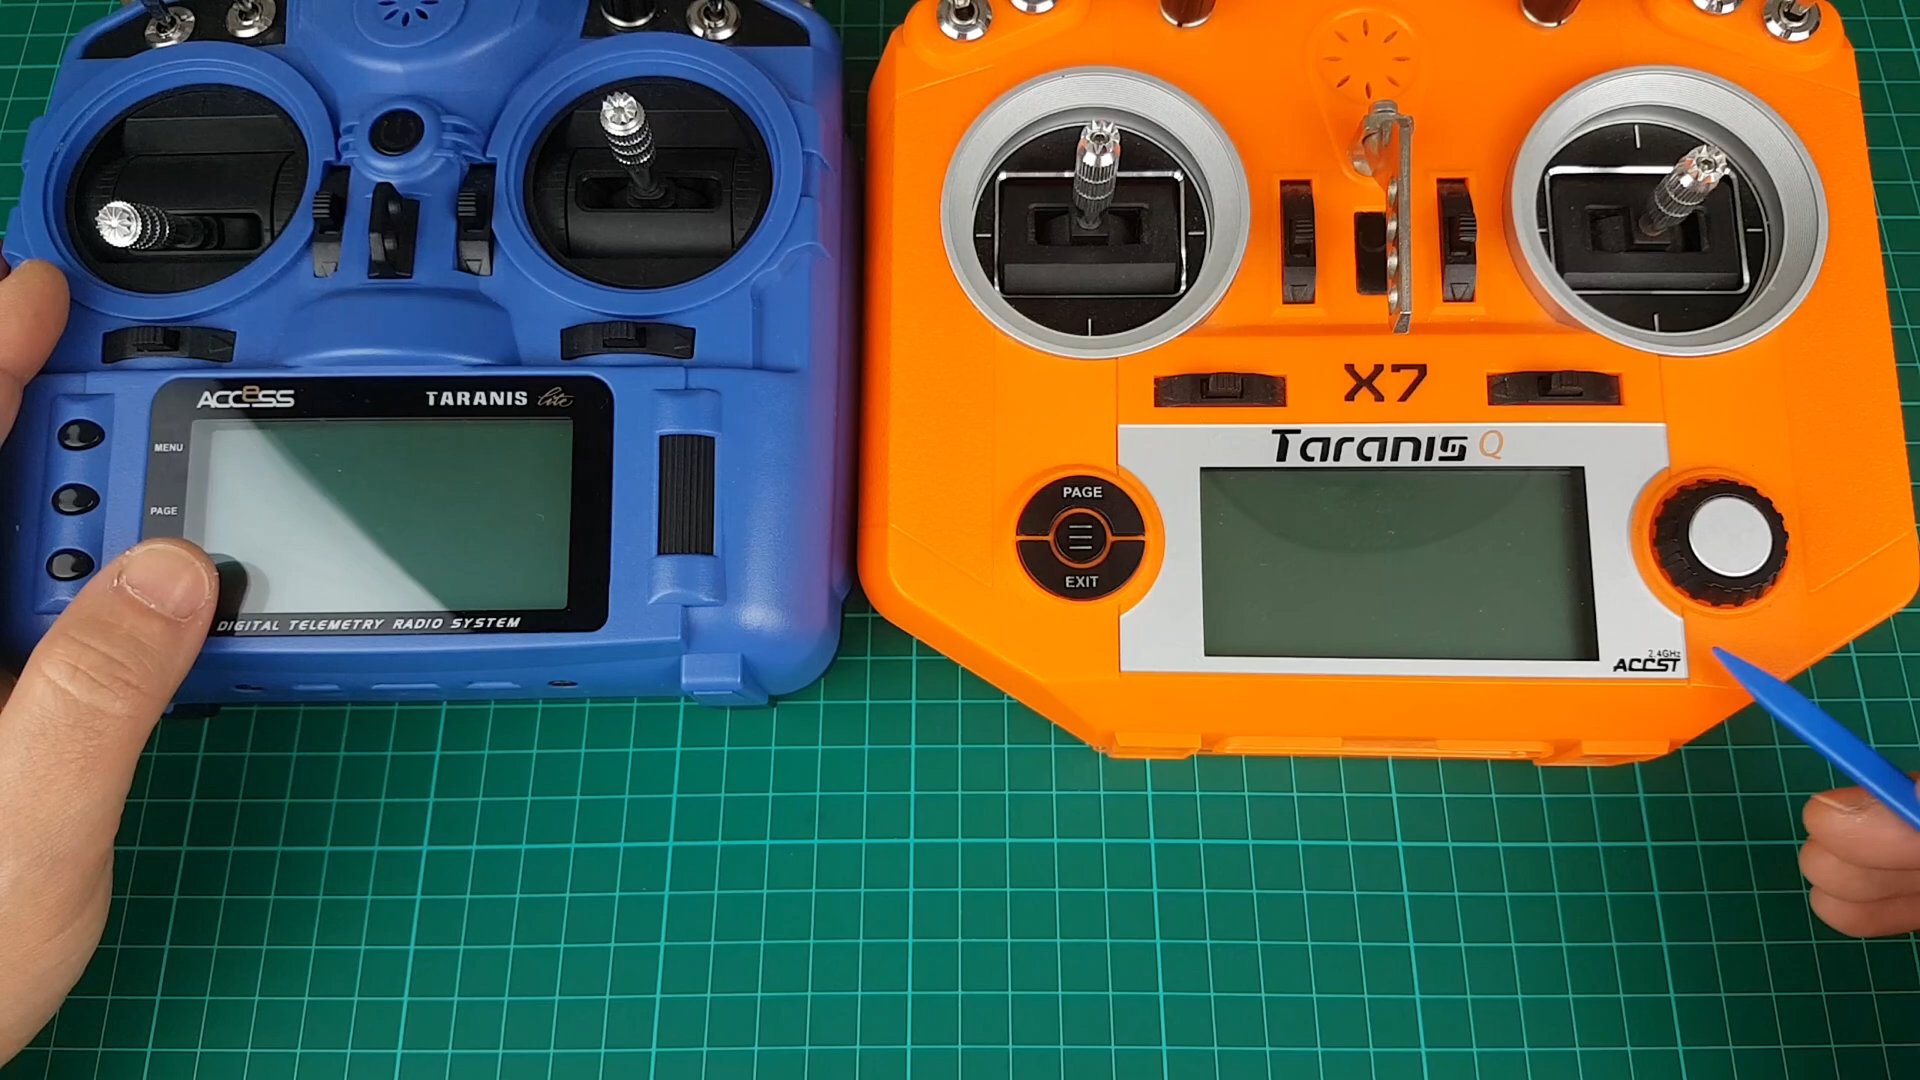 ACCESS
TARANIS lite
MENU
PAGE
DIGITAL TELEMETRY RADIO SYSTEM
X7
Taranis Q
PAGE
EXIT
2.4GHz
ACCST